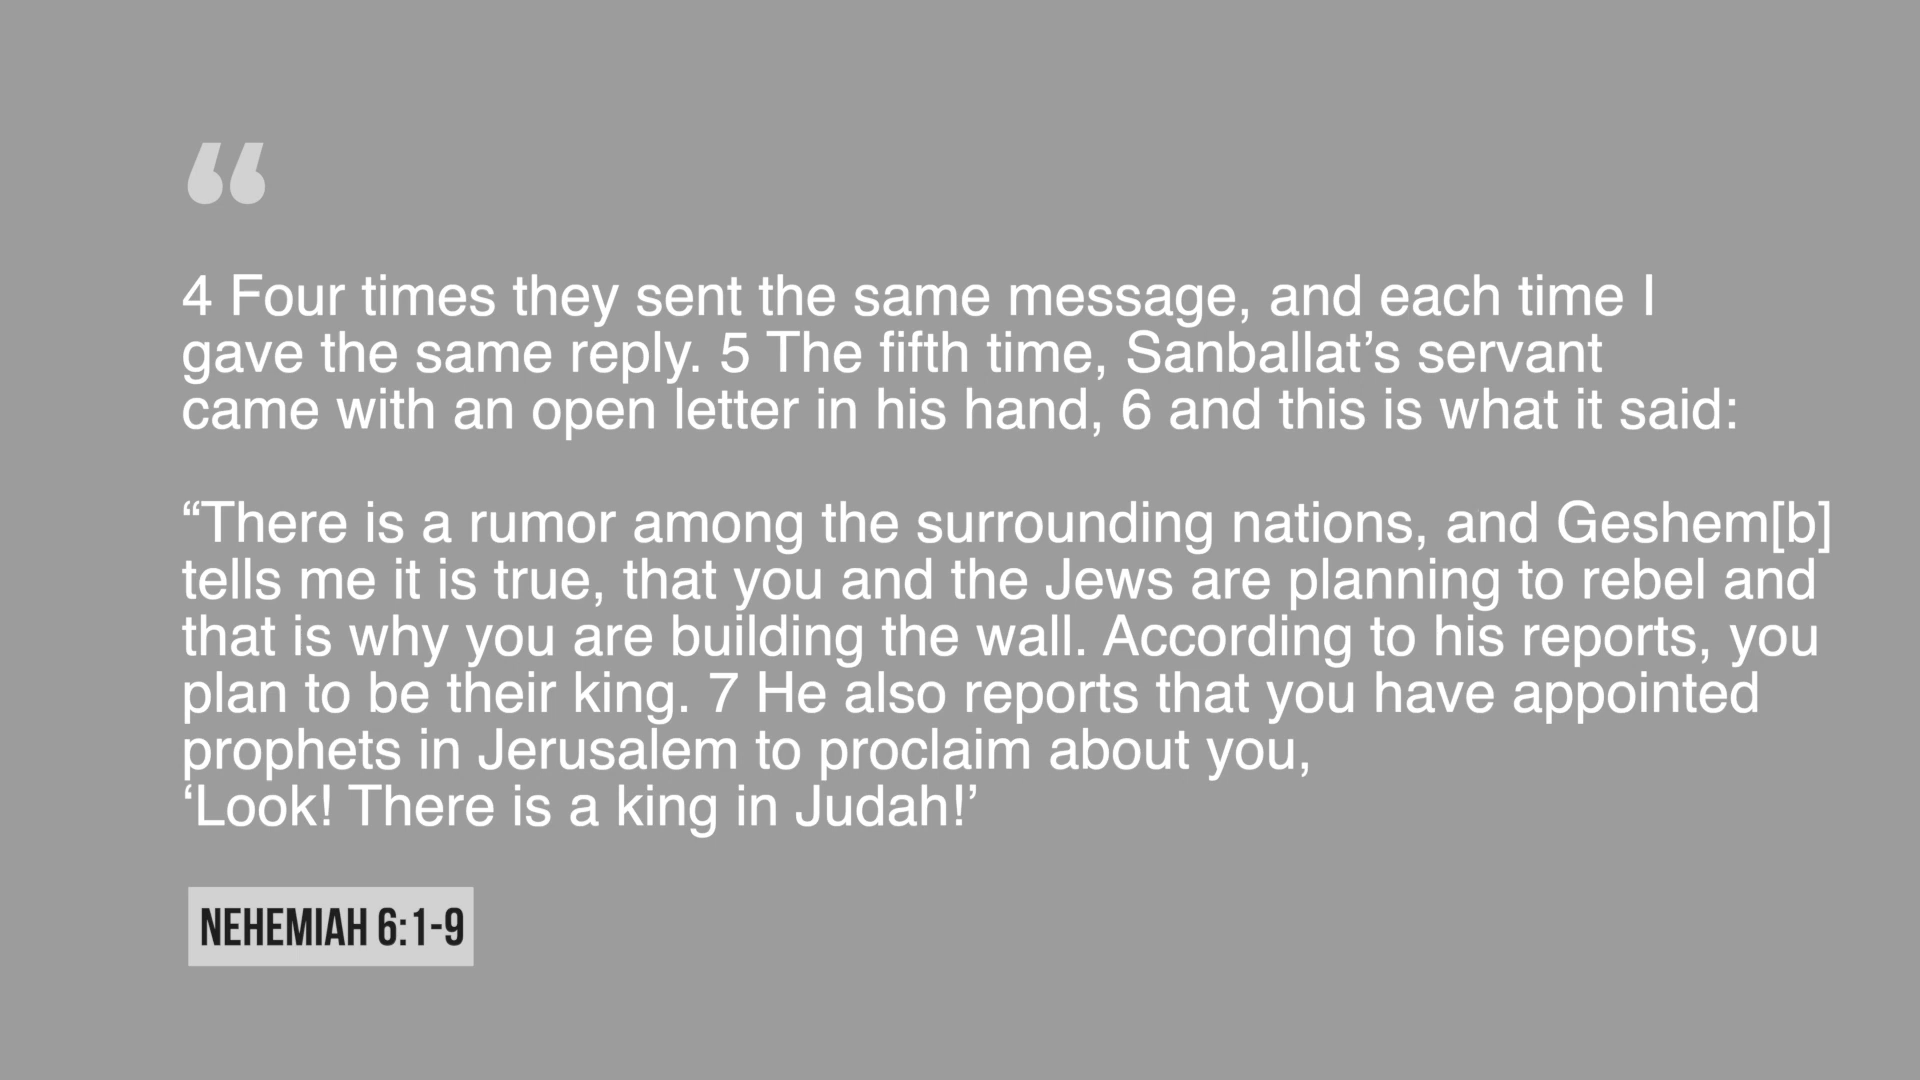 “
4 Four times they sent the same message, and each time I
gave the same reply. 5 The fifth time, Sanballat’s servant
came with an open letter in his hand, 6 and this is what it said:
“There is a rumor among the surrounding nations, and Geshem[b]
tells me it is true, that you and the Jews are planning to rebel and
that is why you are building the wall. According to his reports, you
plan to be their king. 7 He also reports that you have appointed
prophets in Jerusalem to proclaim about you,
‘Look! There is a king in Judah!’
NEHEMIAH 6:1-9